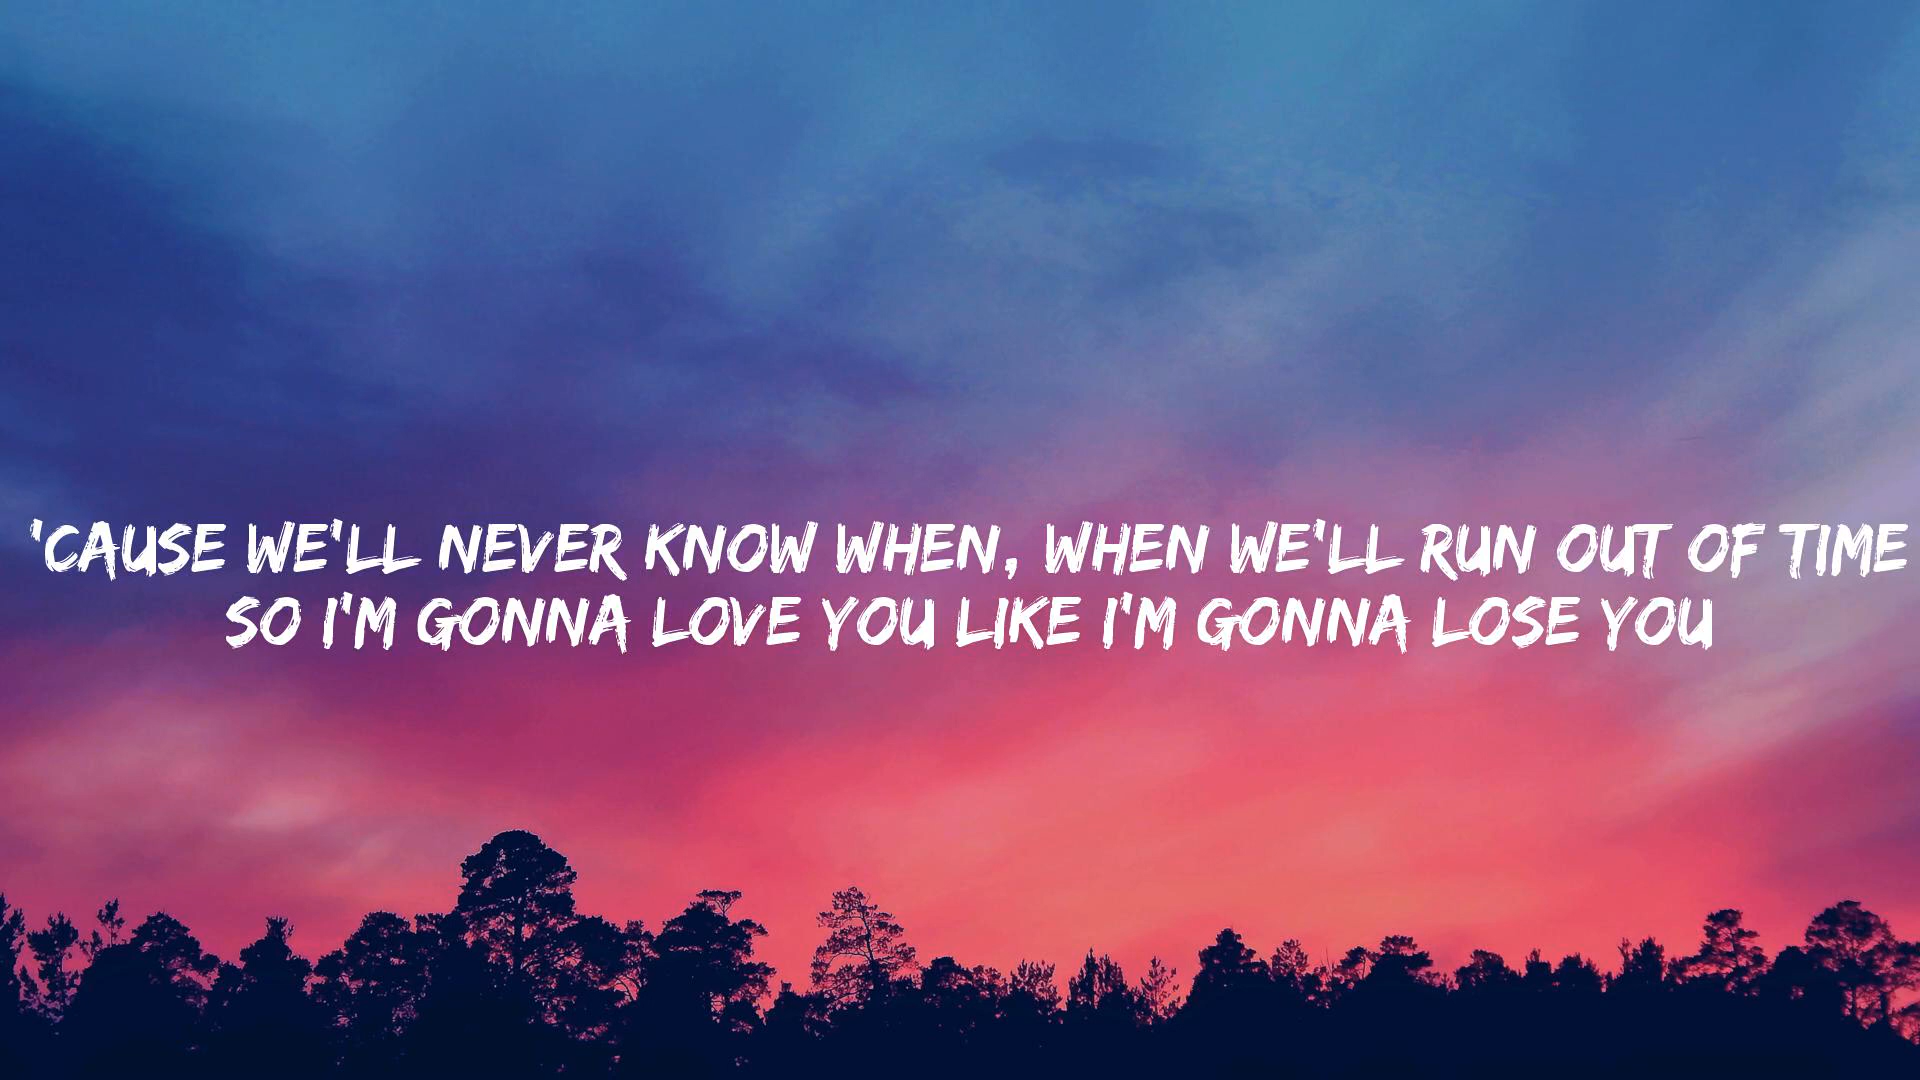 'CAUSE WE'LL NEVER KNOW WHEN, WHEN WE'LL RUN OUT OF TIME
SO I'M GONNA LOVE YOU LIKE I'M GONNA LOSE YOU